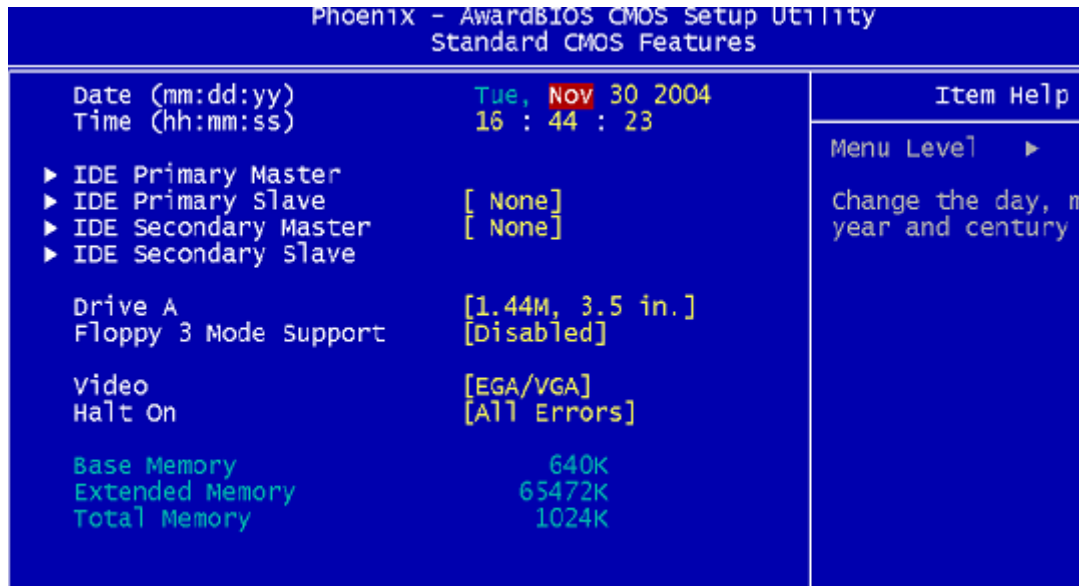 Phoenix - AwardBIOS CMOS Setup Utility
Standard CMOS Features
Date (mm:dd:yy) Tue, Nov 30 2004
Time (hh:mm:ss) 16 : 44 : 23
▶ IDE Primary Master
▶ IDE Primary Slave [ None]
▶ IDE Secondary Master [ None]
▶ IDE Secondary Slave
Drive A [1.44M, 3.5 in.]
Floppy 3 Mode Support [Disabled]
Video [EGA/VGA]
Halt On [All Errors]
Base Memory 640K
Extended Memory 65472K
Total Memory 1024K
Item Help
Menu Level ▶
Change the day,
year and century